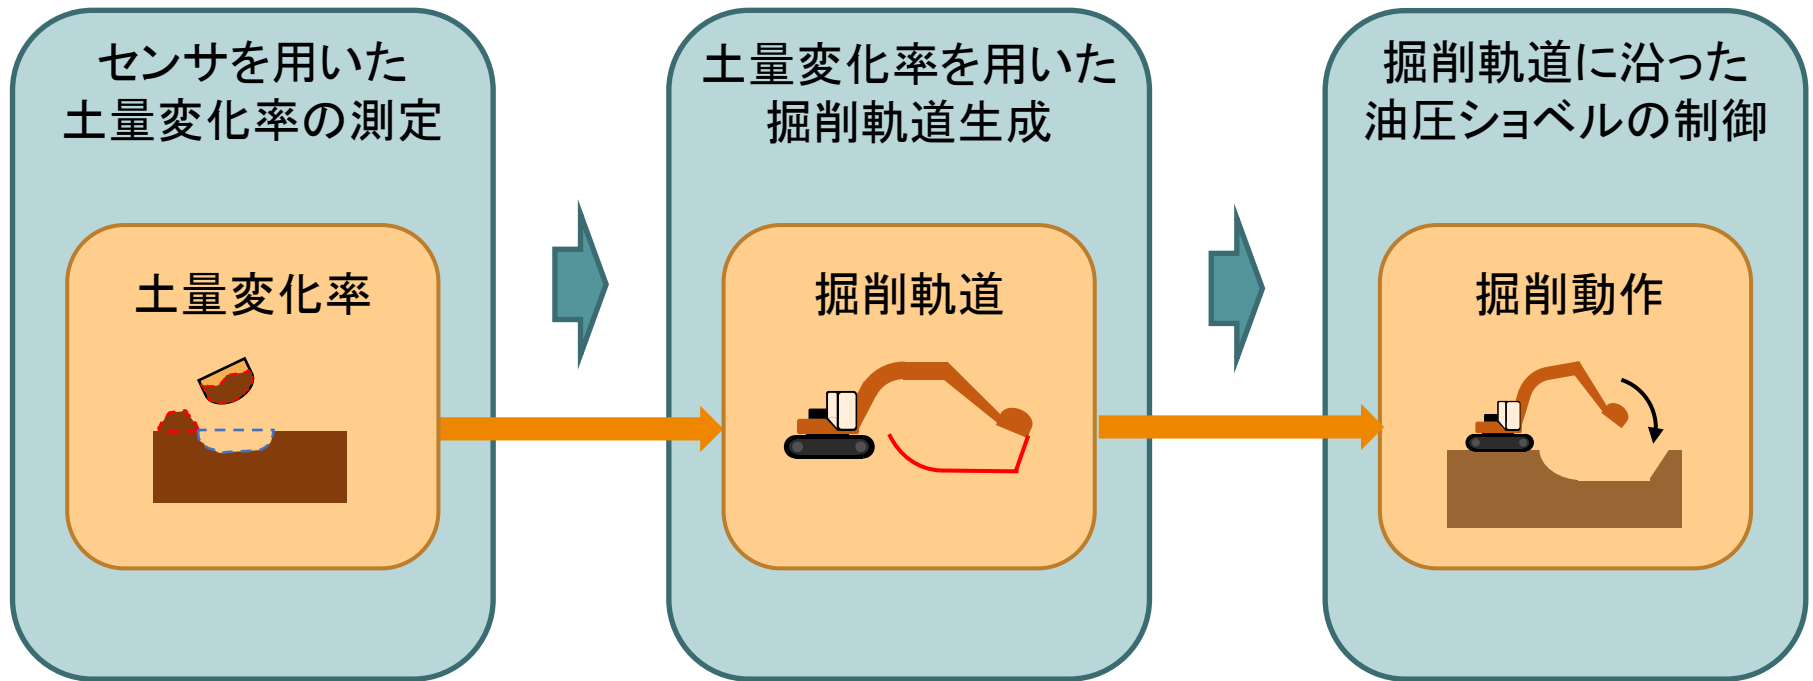 センサを用いた
土量変化率の測定
土量変化率
土量変化率を用いた
掘削軌道生成
掘削軌道
掘削軌道に沿った
油圧ショベルの制御
掘削動作